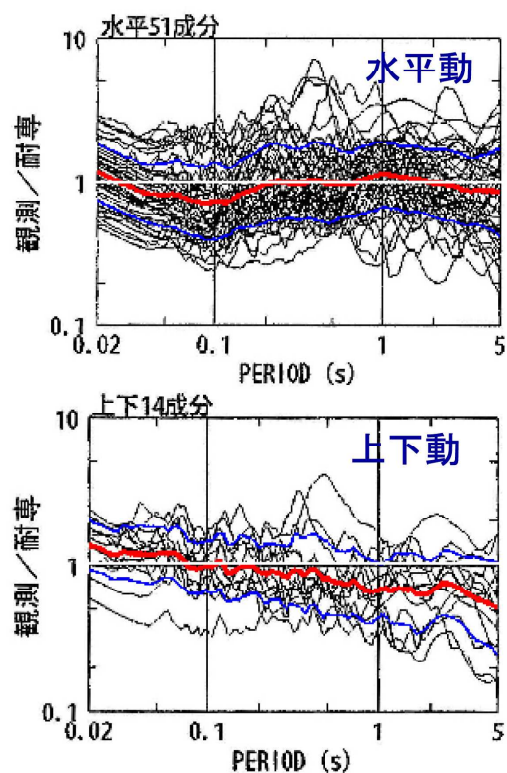 水平51成分
水平動
観測/耐専
10
1
0.1
0.02 0.1 1 5
PERIOD (s)
上下14成分
上下動
観測/耐専
10
1
0.1
0.02 0.1 1 5
PERIOD (s)